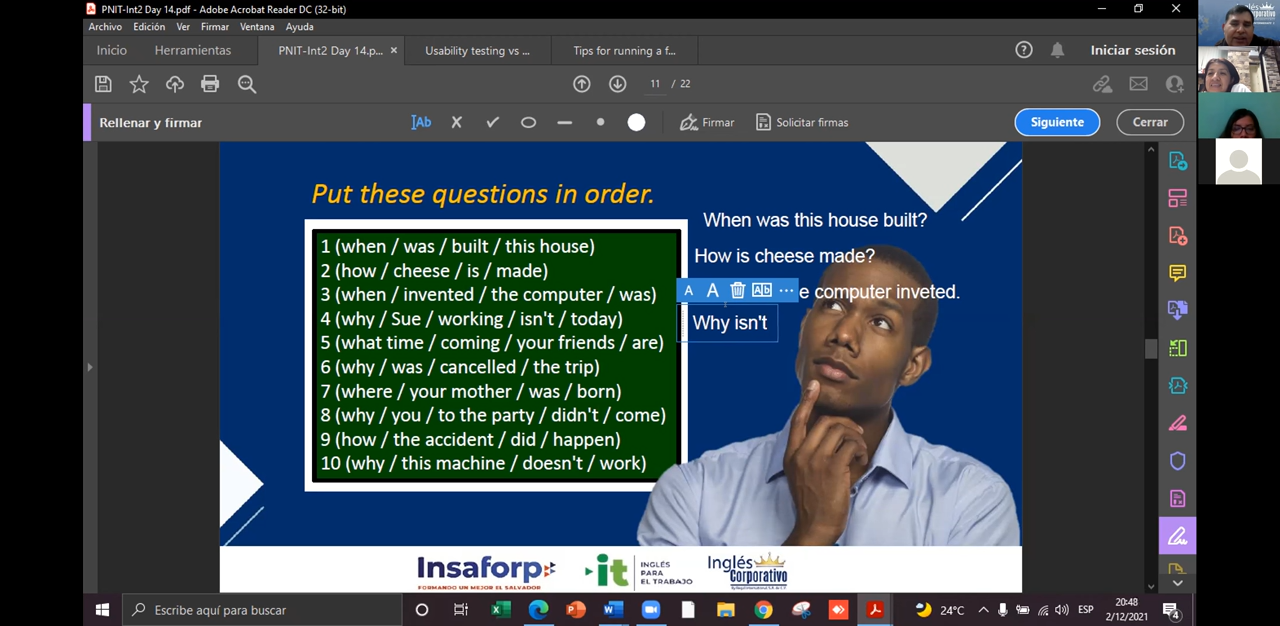 PNIT-Int2 Day 14.pdf - Adobe Acrobat Reader DC (32-bit)
Archivo Edición Ver Firmar Ventana Ayuda
Inicio Herramientas PNIT-Int2 Day 14.p... × Usability testing vs ... Tips for running a f... Iniciar sesión
11 / 22
Rellenar y firmar Ab Firmar Solicitar firmas Siguiente Cerrar
Put these questions in order.
1 (when / was / built / this house)
2 (how / cheese / is / made)
3 (when / invented / the computer / was)
4 (why / Sue / working / isn't / today)
5 (what time / coming / your friends / are)
6 (why / was / cancelled / the trip)
7 (where / your mother / was / born)
8 (why / you / to the party / didn't / come)
9 (how / the accident / did / happen)
10 (why / this machine / doesn't / work)
When was this house built?
How is cheese made?
A A Ab ...
e computer inveted.
Why isn't
Insaforp
FORMANDO UN MEJOR EL SALVADOR
it INGLÉS PARA EL TRABAJO
Inglés Corporativo
Escribe aquí para buscar
24°C ESP 20:48
2/12/2021
4
Inglés
Corporativo